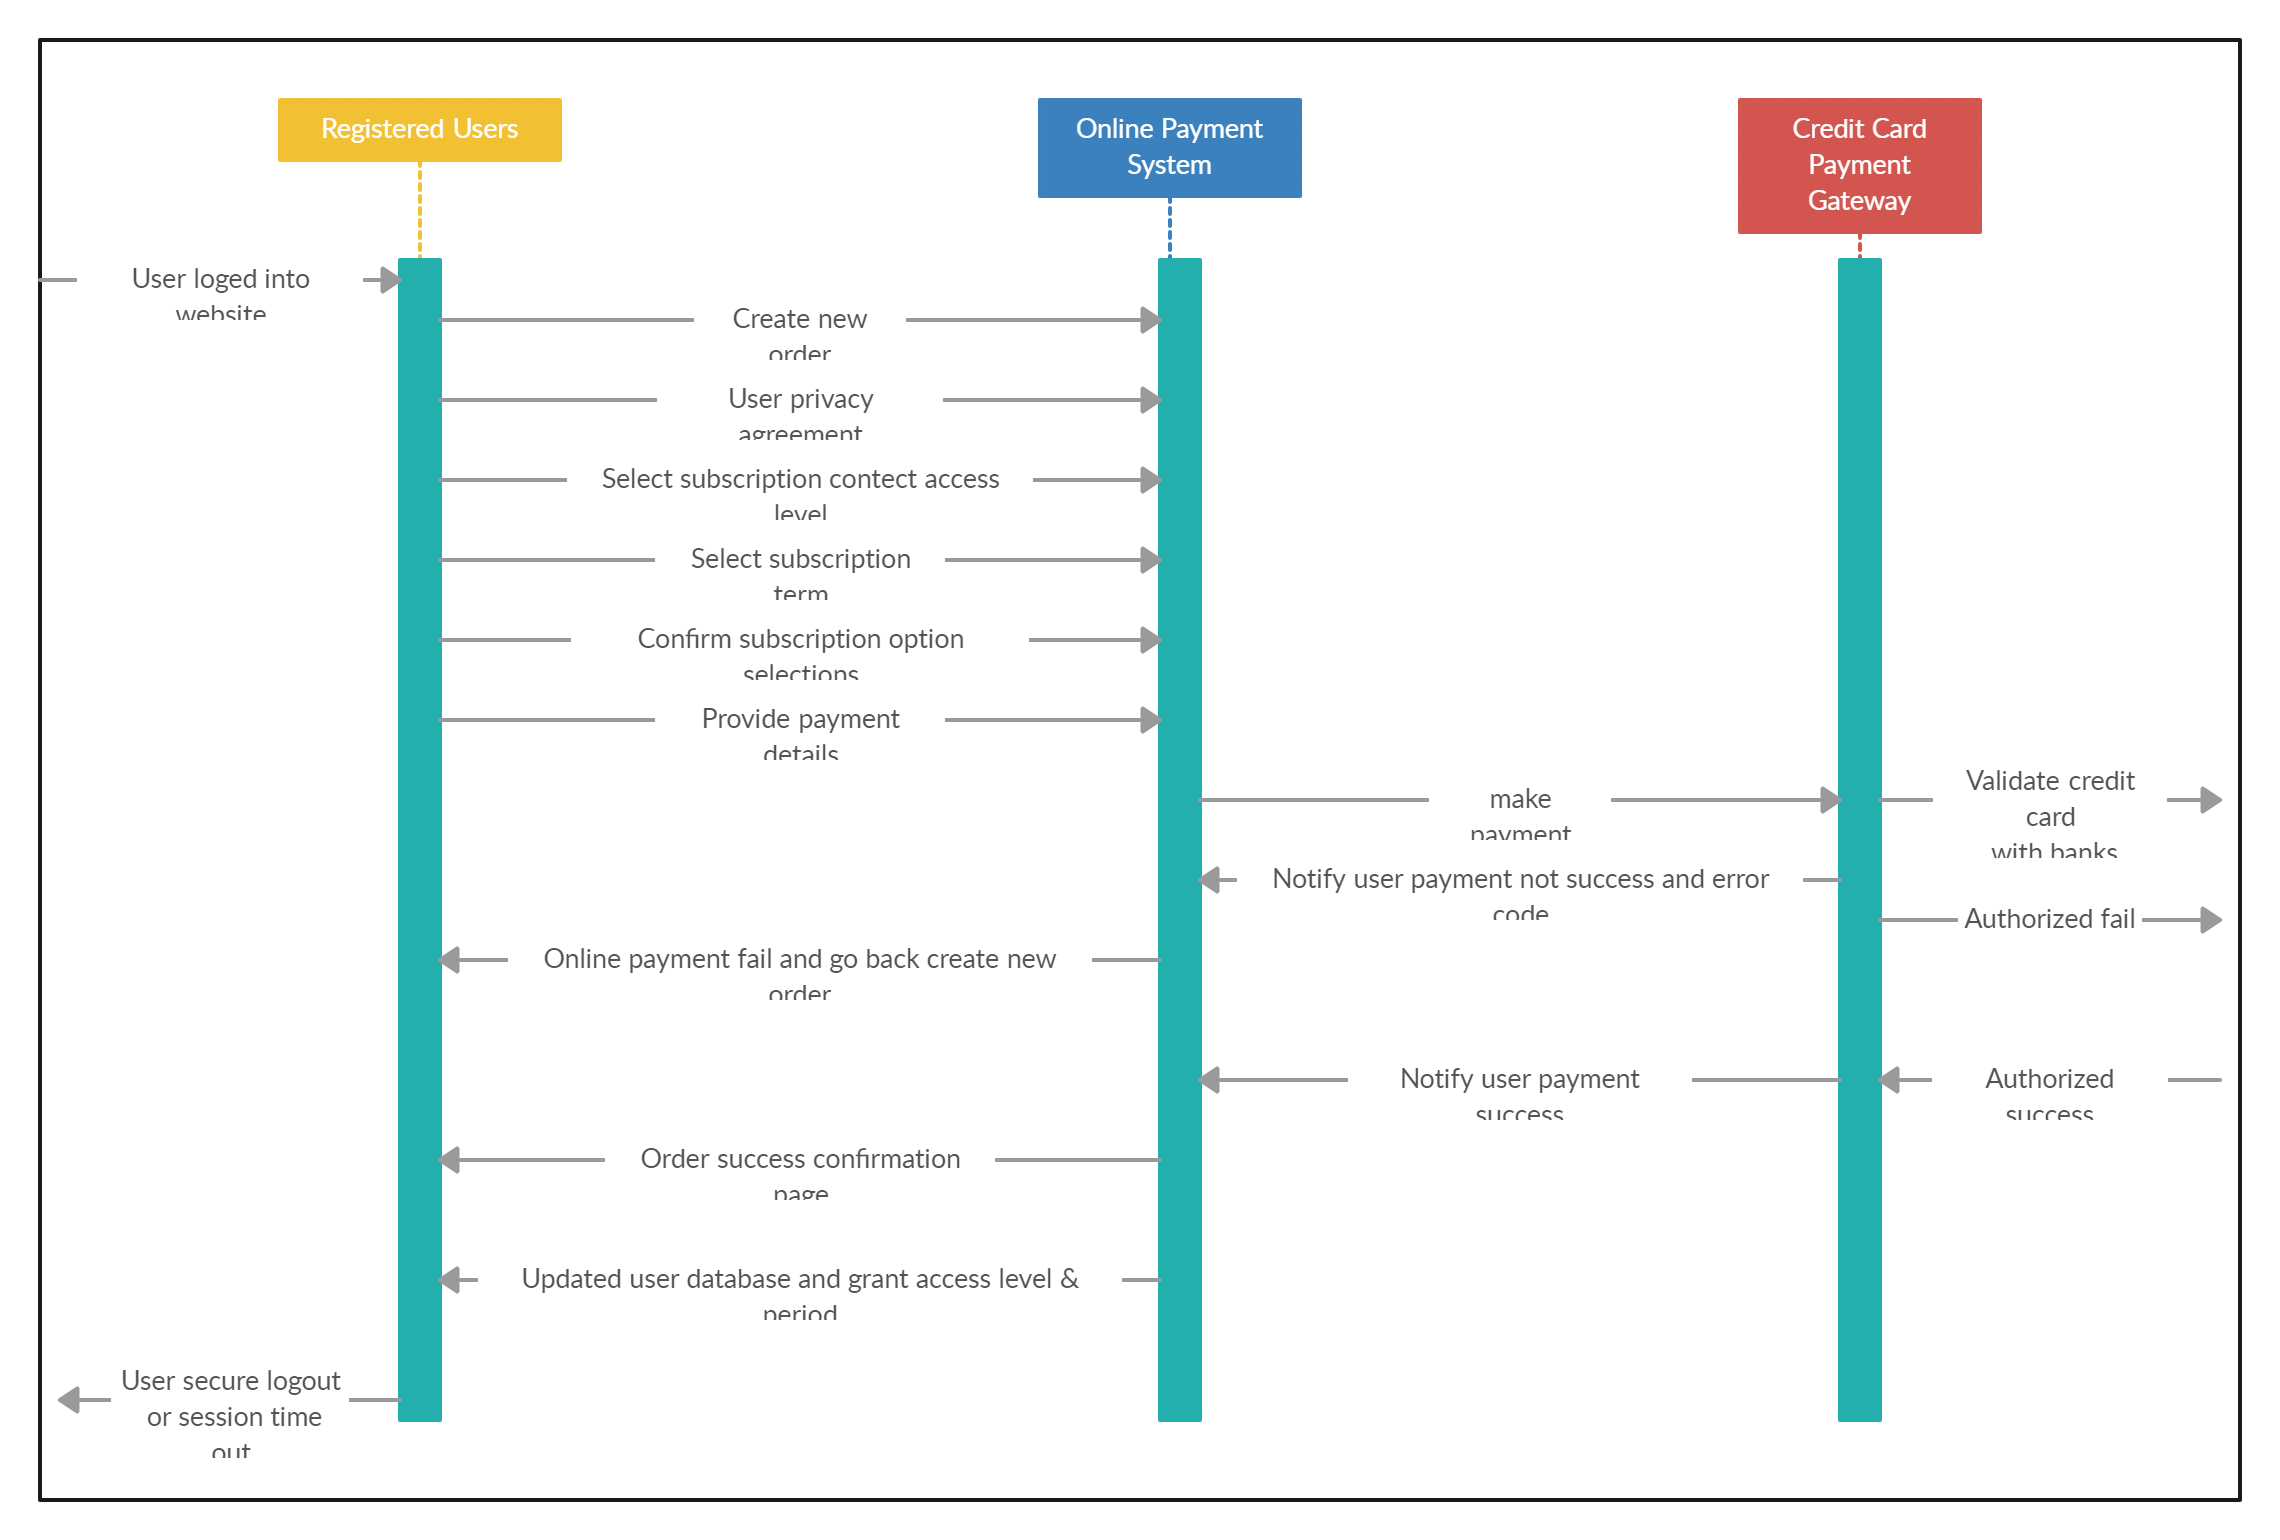 Registered Users
Online Payment
System
Credit Card
Payment
Gateway
User loged into
website
Create new
order
User privacy
agreement
Select subscription contect access
level
Select subscription
term
Confirm subscription option
selections
Provide payment
details
make
payment
Validate credit
card
with banks
Notify user payment not success and error
code
Authorized fail
Online payment fail and go back create new
order
Notify user payment
success
Authorized
success
Order success confirmation
page
Updated user database and grant access level &
period
User secure logout
or session time
out